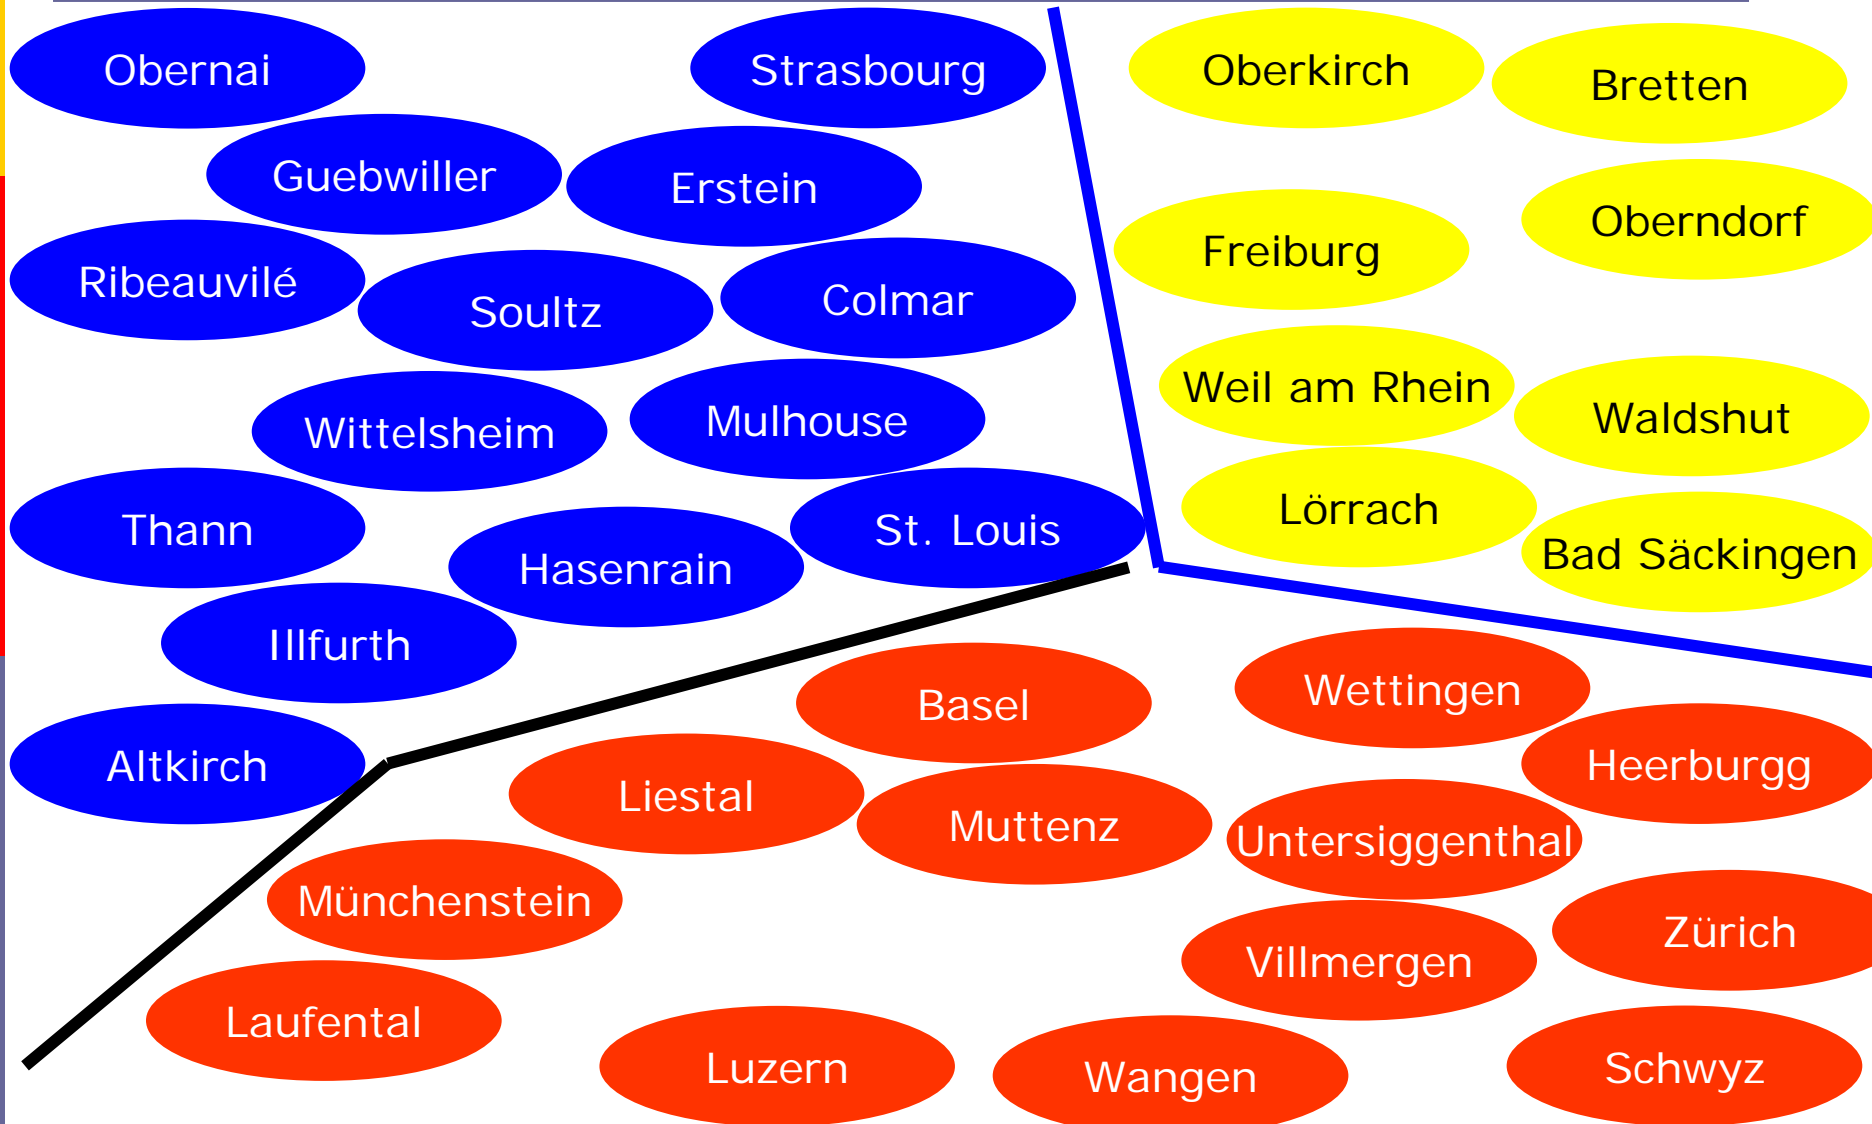 Obernai
Strasbourg
Oberkirch
Bretten
Guebwiller
Erstein
Oberndorf
Freiburg
Ribeauvilé
Soultz
Colmar
Weil am Rhein
Waldshut
Wittelsheim
Mulhouse
Lörrach
Thann
St. Louis
Bad Säckingen
Hasenrain
Illfurth
Basel
Wettingen
Altkirch
Heerburgg
Liestal
Muttenz
Untersiggenthal
Münchenstein
Zürich
Villmergen
Laufental
Luzern
Wangen
Schwyz